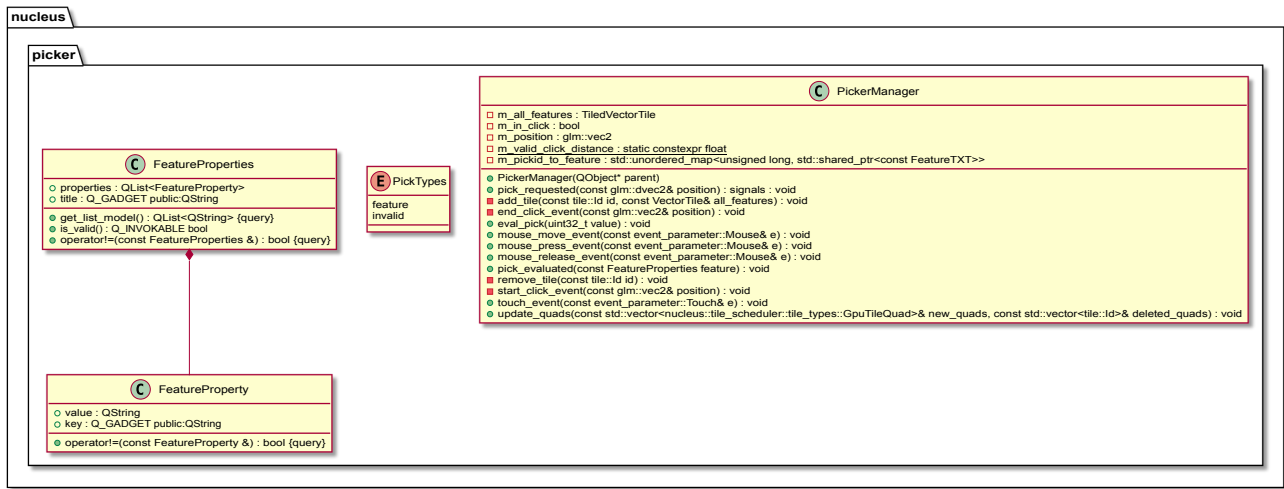 nucleus
picker
C PickerManager
m_all_features : TiledVectorTile
m_in_click : bool
m_position : glm::vec2
m_valid_click_distance : static constexpr float
m_pickid_to_feature : std::unordered_map<unsigned long, std::shared_ptr<const FeatureTXT>>
PickerManager(QObject* parent)
pick_requested(const glm::dvec2& position) : signals : void
add_tile(const tile::Id id, const VectorTile& all_features) : void
end_click_event(const glm::vec2& position) : void
eval_pick(uint32_t value) : void
mouse_move_event(const event_parameter::Mouse& e) : void
mouse_press_event(const event_parameter::Mouse& e) : void
mouse_release_event(const event_parameter::Mouse& e) : void
pick_evaluated(const FeatureProperties feature) : void
remove_tile(const tile::Id id) : void
start_click_event(const glm::vec2& position) : void
touch_event(const event_parameter::Touch& e) : void
update_quads(const std::vector<nucleus::tile_scheduler::tile_types::GpuTileQuad>& new_quads, const std::vector<tile::Id>& deleted_quads) : void
C FeatureProperties
properties : QList<FeatureProperty>
title : Q_GADGET public:QString
get_list_model() : QList<QString> {query}
is_valid() : Q_INVOKABLE bool
operator!=(const FeatureProperties &) : bool {query}
E PickTypes
feature
invalid
C FeatureProperty
value : QString
key : Q_GADGET public:QString
operator!=(const FeatureProperty &) : bool {query}